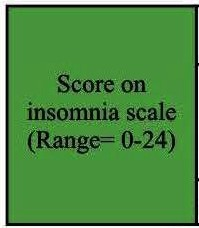 Score on
insomnia scale
(Range= 0-24)